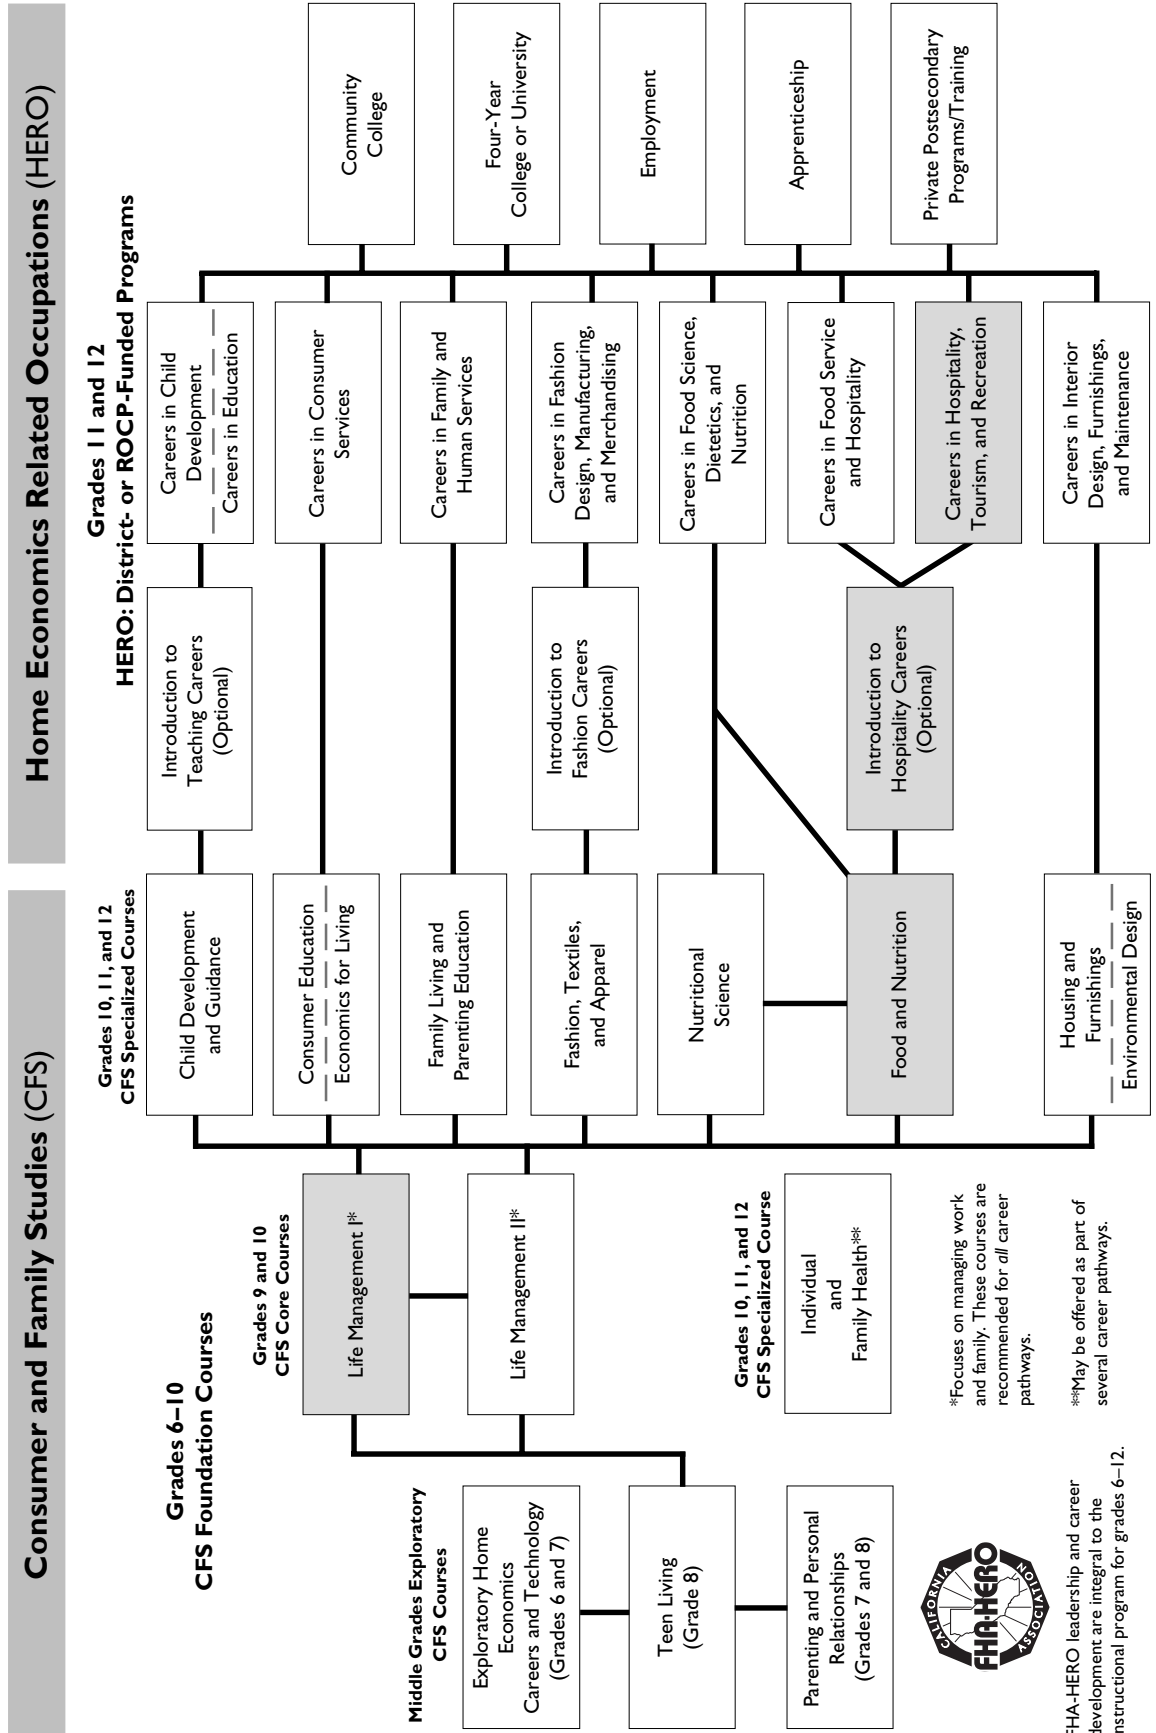 Consumer and Family Studies (CFS)
Home Economics Related Occupations (HERO)
Grades 6–10
CFS Foundation Courses
Middle Grades Exploratory
CFS Courses
Exploratory Home
Economics
Careers and Technology
(Grades 6 and 7)
Teen Living
(Grade 8)
Parenting and Personal
Relationships
(Grades 7 and 8)
Grades 9 and 10
CFS Core Courses
Life Management I*
Life Management II*
Grades 10, 11, and 12
CFS Specialized Course
Individual
and
Family Health**
Grades 10, 11, and 12
CFS Specialized Courses
Child Development
and Guidance
Consumer Education
Economics for Living
Family Living and
Parenting Education
Fashion, Textiles,
and Apparel
Nutritional
Science
Food and Nutrition
Housing and
Furnishings
Environmental Design
Grades 11 and 12
HERO: District- or ROCP-Funded Programs
Introduction to
Teaching Careers
(Optional)
Introduction to
Fashion Careers
(Optional)
Introduction to
Hospitality Careers
(Optional)
Careers in Child
Development
Careers in Education
Careers in Consumer
Services
Careers in Family and
Human Services
Careers in Fashion
Design, Manufacturing,
and Merchandising
Careers in Food Science,
Dietetics, and
Nutrition
Careers in Food Service
and Hospitality
Careers in Hospitality,
Tourism, and Recreation
Careers in Interior
Design, Furnishings,
and Maintenance
Community
College
Four-Year
College or University
Employment
Apprenticeship
Private Postsecondary
Programs/Training
*Focuses on managing work
and family. These courses are
recommended for all career
pathways.
**May be offered as part of
several career pathways.
CALIFORNIA
FHA-HERO
ASSOCIATION
FHA-HERO leadership and career
development are integral to the
instructional program for grades 6–12.